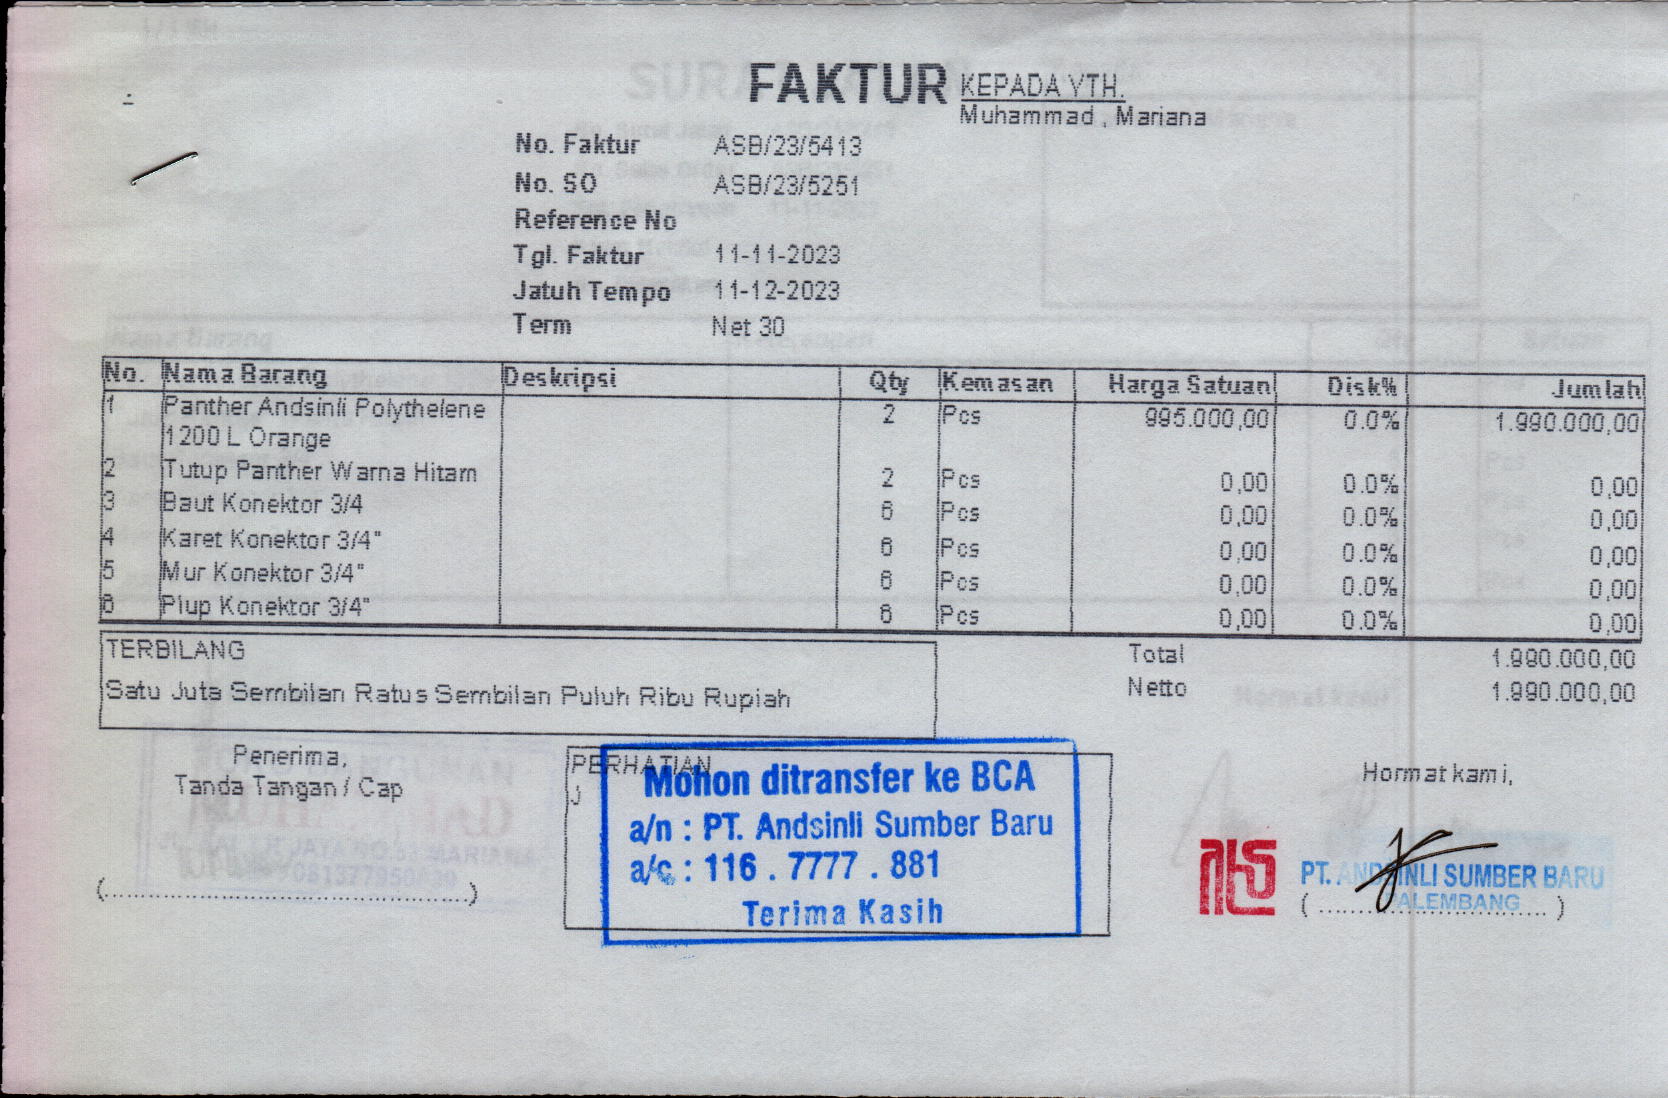 FAKTUR
KEPADA YTH.
Muhammad , Mariana
No. Faktur ASB/23/5413
No. SO ASB/23/5251
Reference No
Tgl. Faktur 11-11-2023
Jatuh Tempo 11-12-2023
Term Net 30
No. Nama Barang Deskripsi Qty Kemasan Harga Satuan Disk% Jumlah
1 Panther Andsinli Polythelene 2 Pcs 995.000,00 0.0% 1.990.000,00
1200 L Orange
2 Tutup Panther Warna Hitam 2 Pcs 0,00 0.0% 0,00
3 Baut Konektor 3/4 6 Pcs 0,00 0.0% 0,00
4 Karet Konektor 3/4" 6 Pcs 0,00 0.0% 0,00
5 Mur Konektor 3/4" 6 Pcs 0,00 0.0% 0,00
6 Plup Konektor 3/4" 6 Pcs 0,00 0.0% 0,00
TERBILANG
Satu Juta Sembilan Ratus Sembilan Puluh Ribu Rupiah
Total 1.990.000,00
Netto 1.990.000,00
Penerima,
Tanda Tangan / Cap
(..............................................)
PERHATIAN
Mohon ditransfer ke BCA
a/n : PT. Andsinli Sumber Baru
a/c : 116 . 7777 . 881
Terima Kasih
Hormat kami,
PT. ANDSINLI SUMBER BARU
PALEMBANG
(..............................)